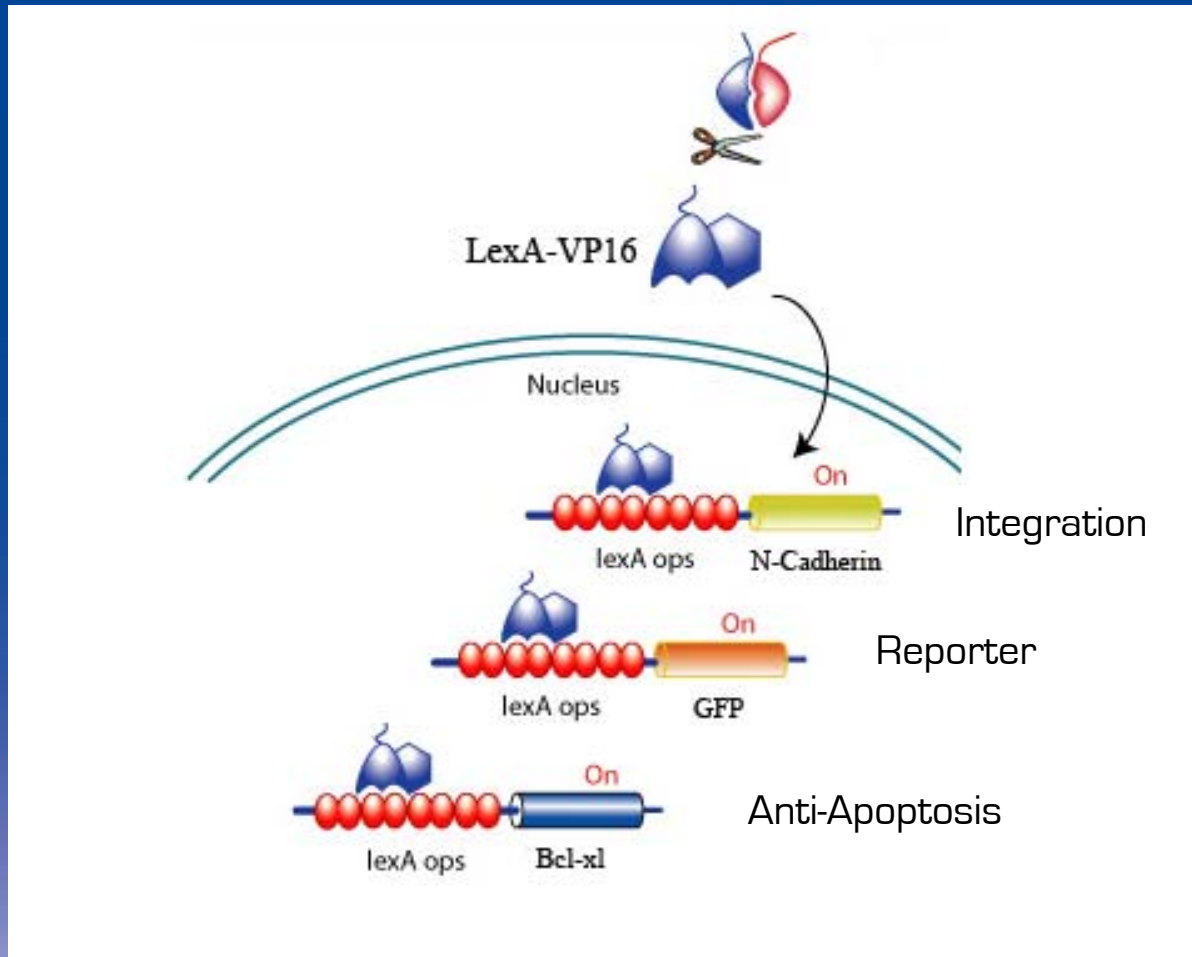 LexA-VP16
Nucleus
On
lexA ops
N-Cadherin
Integration
On
lexA ops
GFP
Reporter
On
lexA ops
Bcl-xl
Anti-Apoptosis